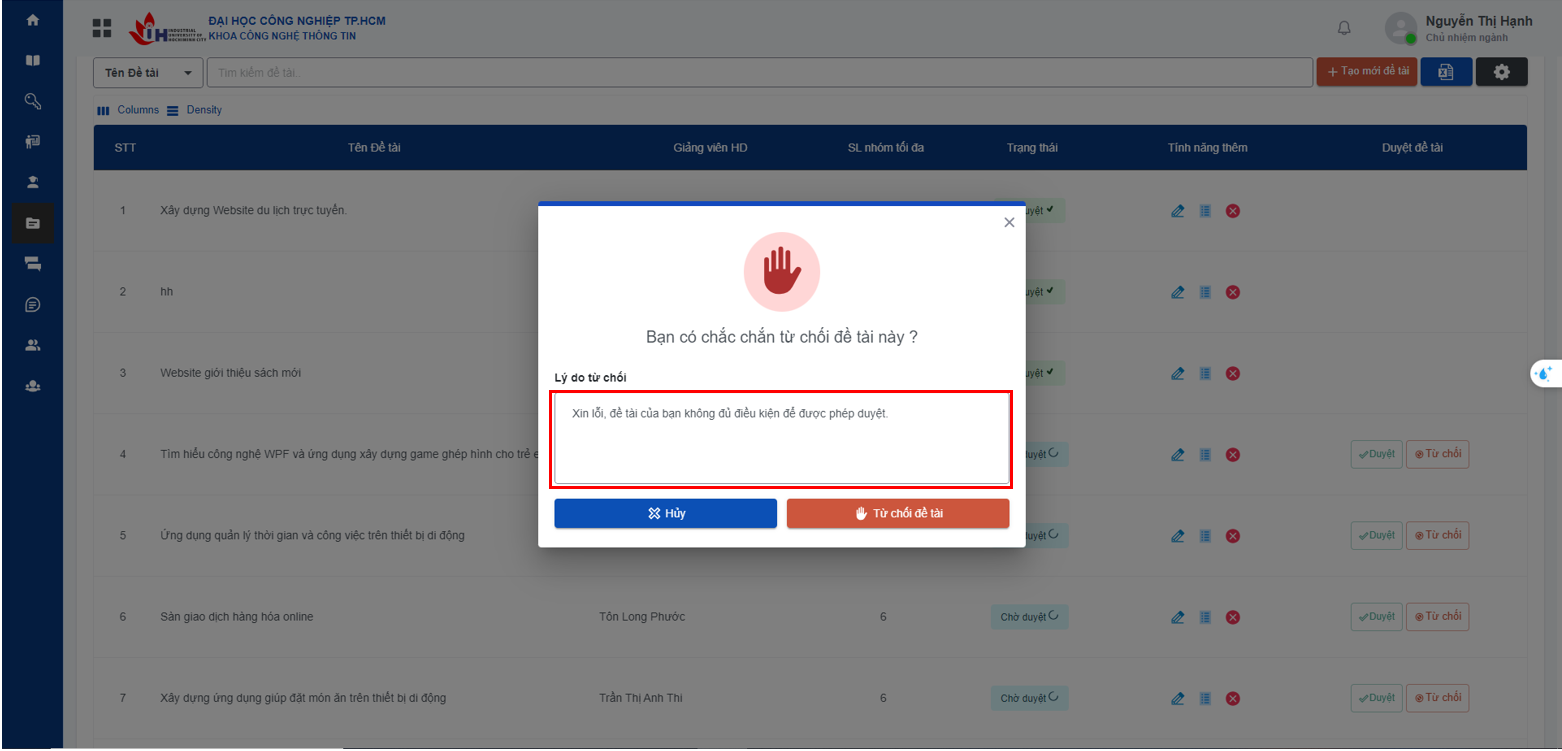 ĐẠI HỌC CÔNG NGHIỆP TP.HCM
KHOA CÔNG NGHỆ THÔNG TIN
INDUSTRIAL
UNIVERSITY OF
HOCHIMINH CITY
Nguyễn Thị Hạnh
Chủ nhiệm ngành
Tên Đề tài
Tìm kiếm đề tài..
+ Tạo mới đề tài
Columns
Density
STT Tên Đề tài Giảng viên HD SL nhóm tối đa Trạng thái Tính năng thêm Duyệt đề tài
1 Xây dựng Website du lịch trực tuyến.
2 hh
3 Website giới thiệu sách mới
4 Tìm hiểu công nghệ WPF và ứng dụng xây dựng game ghép hình cho trẻ Duyệt Từ chối
5 Ứng dụng quản lý thời gian và công việc trên thiết bị di động Duyệt Từ chối
6 Sàn giao dịch hàng hóa online Tôn Long Phước 6 Chờ duyệt Duyệt Từ chối
7 Xây dựng ứng dụng giúp đặt món ăn trên thiết bị di động Trần Thị Anh Thi 6 Chờ duyệt Duyệt Từ chối
Bạn có chắc chắn từ chối đề tài này ?
Lý do từ chối
Xin lỗi, đề tài của bạn không đủ điều kiện để được phép duyệt.
Hủy
Từ chối đề tài